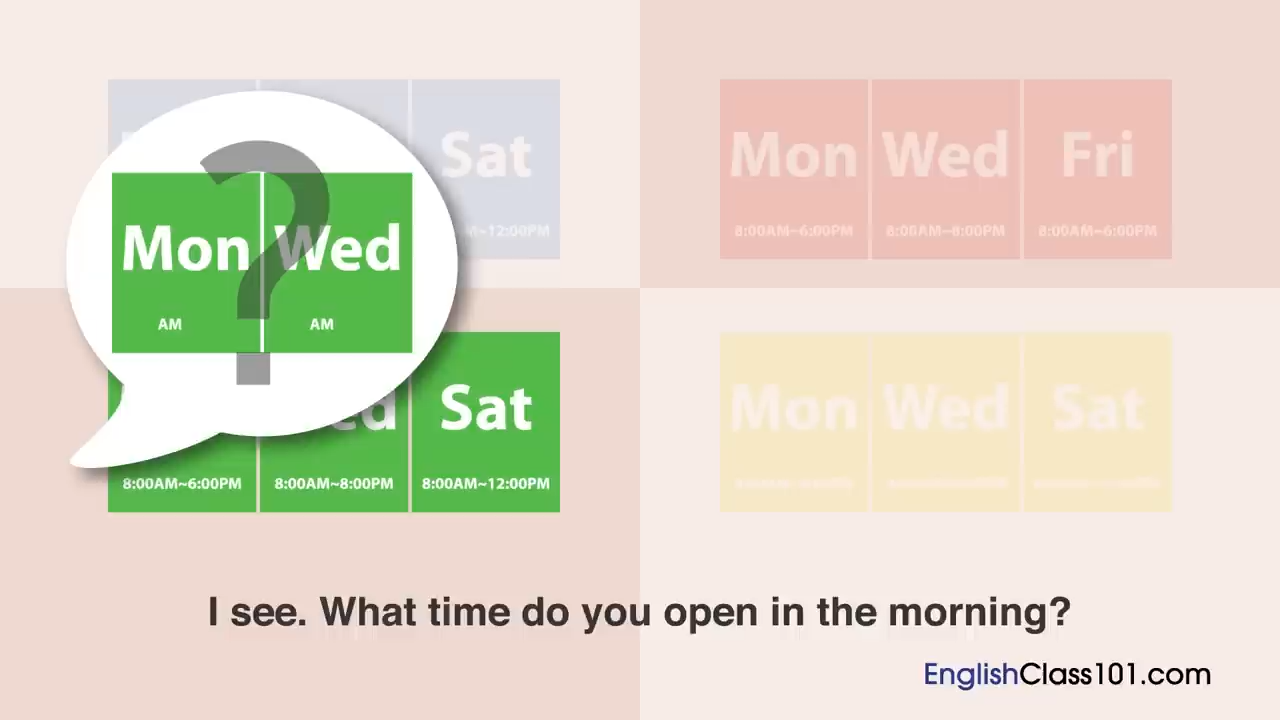 Sat
M~12:00PM
Mon Wed Fri
8:00AM~6:00PM 8:00AM~8:00PM 8:00AM~6:00PM
Mon Wed
AM AM
ed Sat
8:00AM~6:00PM 8:00AM~8:00PM 8:00AM~12:00PM
Mon Wed Sat
I see. What time do you open in the morning?
EnglishClass101.com